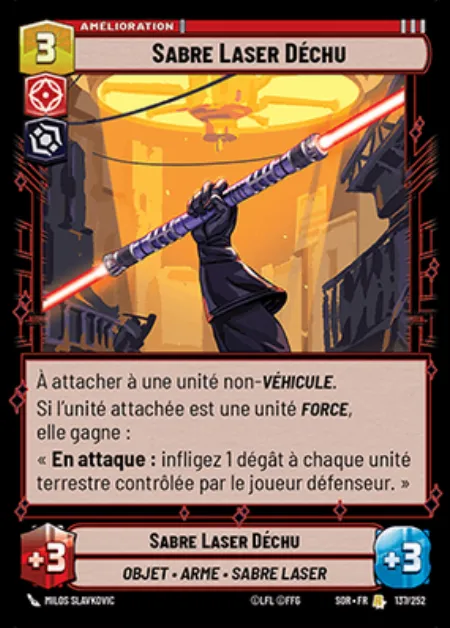 AMÉLIORATION
3
SABRE LASER DÉCHU
À attacher à une unité non-VÉHICULE.
Si l'unité attachée est une unité FORCE,
elle gagne :
« En attaque : infligez 1 dégât à chaque unité
terrestre contrôlée par le joueur défenseur. »
+3
SABRE LASER DÉCHU
+3
OBJET • ARME • SABRE LASER
MILOS SLAVKOVIC
©LFL ©FFG
SOR • FR
137/252